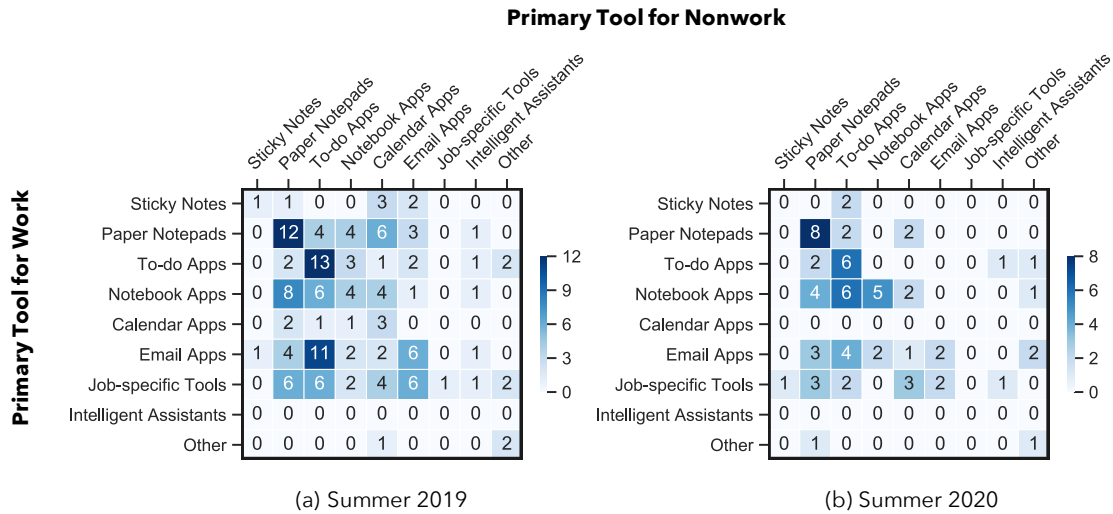 Primary Tool for Nonwork
Sticky Notes
Paper Notepads
To-do Apps
Notebook Apps
Calendar Apps
Email Apps
Job-specific Tools
Intelligent Assistants
Other
Sticky Notes
Paper Notepads
To-do Apps
Notebook Apps
Calendar Apps
Email Apps
Job-specific Tools
Intelligent Assistants
Other
Primary Tool for Work
Sticky Notes 1 1 0 0 3 2 0 0 0
Paper Notepads 0 12 4 4 6 3 0 1 0
To-do Apps 0 2 13 3 1 2 0 1 2
Notebook Apps 0 8 6 4 4 1 0 1 0
Calendar Apps 0 2 1 1 3 0 0 0 0
Email Apps 1 4 11 2 2 6 0 1 0
Job-specific Tools 0 6 6 2 4 6 1 1 2
Intelligent Assistants 0 0 0 0 0 0 0 0 0
Other 0 0 0 0 1 0 0 0 2
12
9
6
3
0
(a) Summer 2019
Sticky Notes 0 0 2 0 0 0 0 0 0
Paper Notepads 0 8 2 0 2 0 0 0 0
To-do Apps 0 2 6 0 0 0 0 1 1
Notebook Apps 0 4 6 5 2 0 0 0 1
Calendar Apps 0 0 0 0 0 0 0 0 0
Email Apps 0 3 4 2 1 2 0 0 2
Job-specific Tools 1 3 2 0 3 2 0 1 0
Intelligent Assistants 0 0 0 0 0 0 0 0 0
Other 0 1 0 0 0 0 0 0 1
8
6
4
2
0
(b) Summer 2020